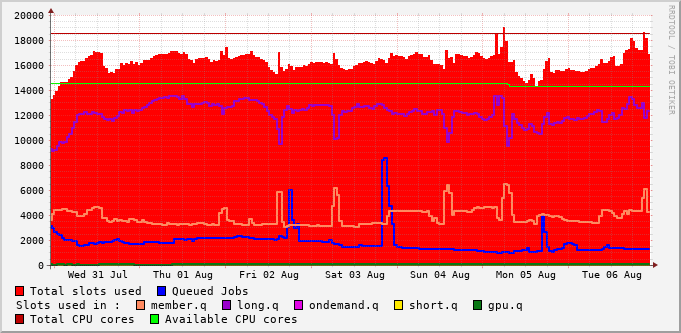 RRDTOOL / TOBI OETIKER
20000
18000
16000
14000
12000
10000
8000
6000
4000
2000
0
Wed 31 Jul Thu 01 Aug Fri 02 Aug Sat 03 Aug Sun 04 Aug Mon 05 Aug Tue 06 Aug
Total slots used Queued Jobs
Slots used in : member.q long.q ondemand.q short.q gpu.q
Total CPU cores Available CPU cores